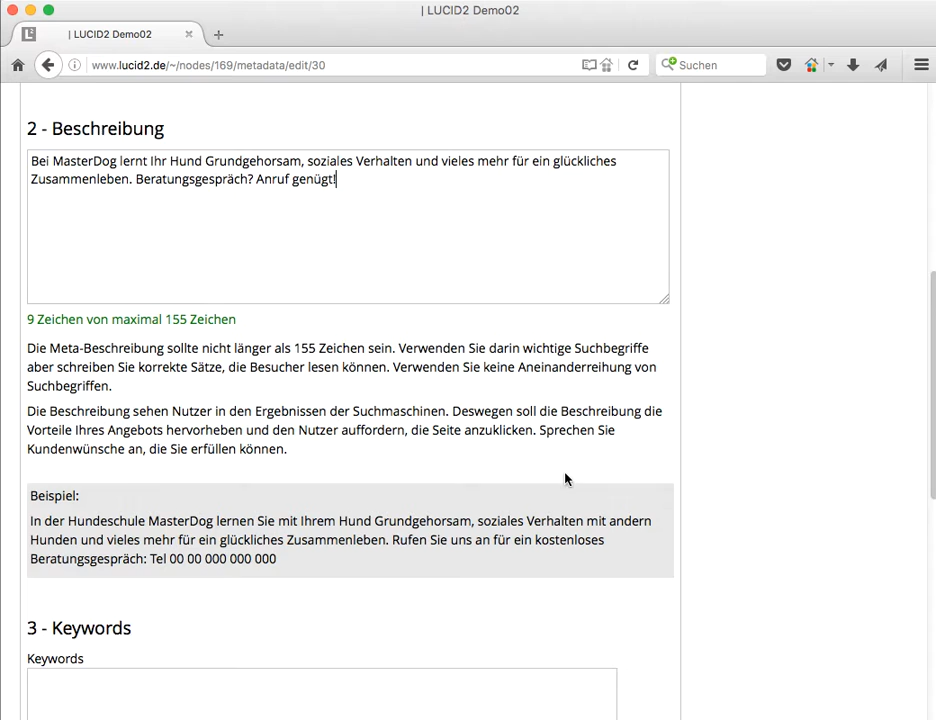 | LUCID2 Demo02
| LUCID2 Demo02
www.lucid2.de/~/nodes/169/metadata/edit/30
Suchen
2 - Beschreibung
Bei MasterDog lernt Ihr Hund Grundgehorsam, soziales Verhalten und vieles mehr für ein glückliches
Zusammenleben. Beratungsgespräch? Anruf genügt!
9 Zeichen von maximal 155 Zeichen
Die Meta-Beschreibung sollte nicht länger als 155 Zeichen sein. Verwenden Sie darin wichtige Suchbegriffe
aber schreiben Sie korrekte Sätze, die Besucher lesen können. Verwenden Sie keine Aneinanderreihung von
Suchbegriffen.
Die Beschreibung sehen Nutzer in den Ergebnissen der Suchmaschinen. Deswegen soll die Beschreibung die
Vorteile Ihres Angebots hervorheben und den Nutzer auffordern, die Seite anzuklicken. Sprechen Sie
Kundenwünsche an, die Sie erfüllen können.
Beispiel:
In der Hundeschule MasterDog lernen Sie mit Ihrem Hund Grundgehorsam, soziales Verhalten mit andern
Hunden und vieles mehr für ein glückliches Zusammenleben. Rufen Sie uns an für ein kostenloses
Beratungsgespräch: Tel 00 00 000 000 000
3 - Keywords
Keywords